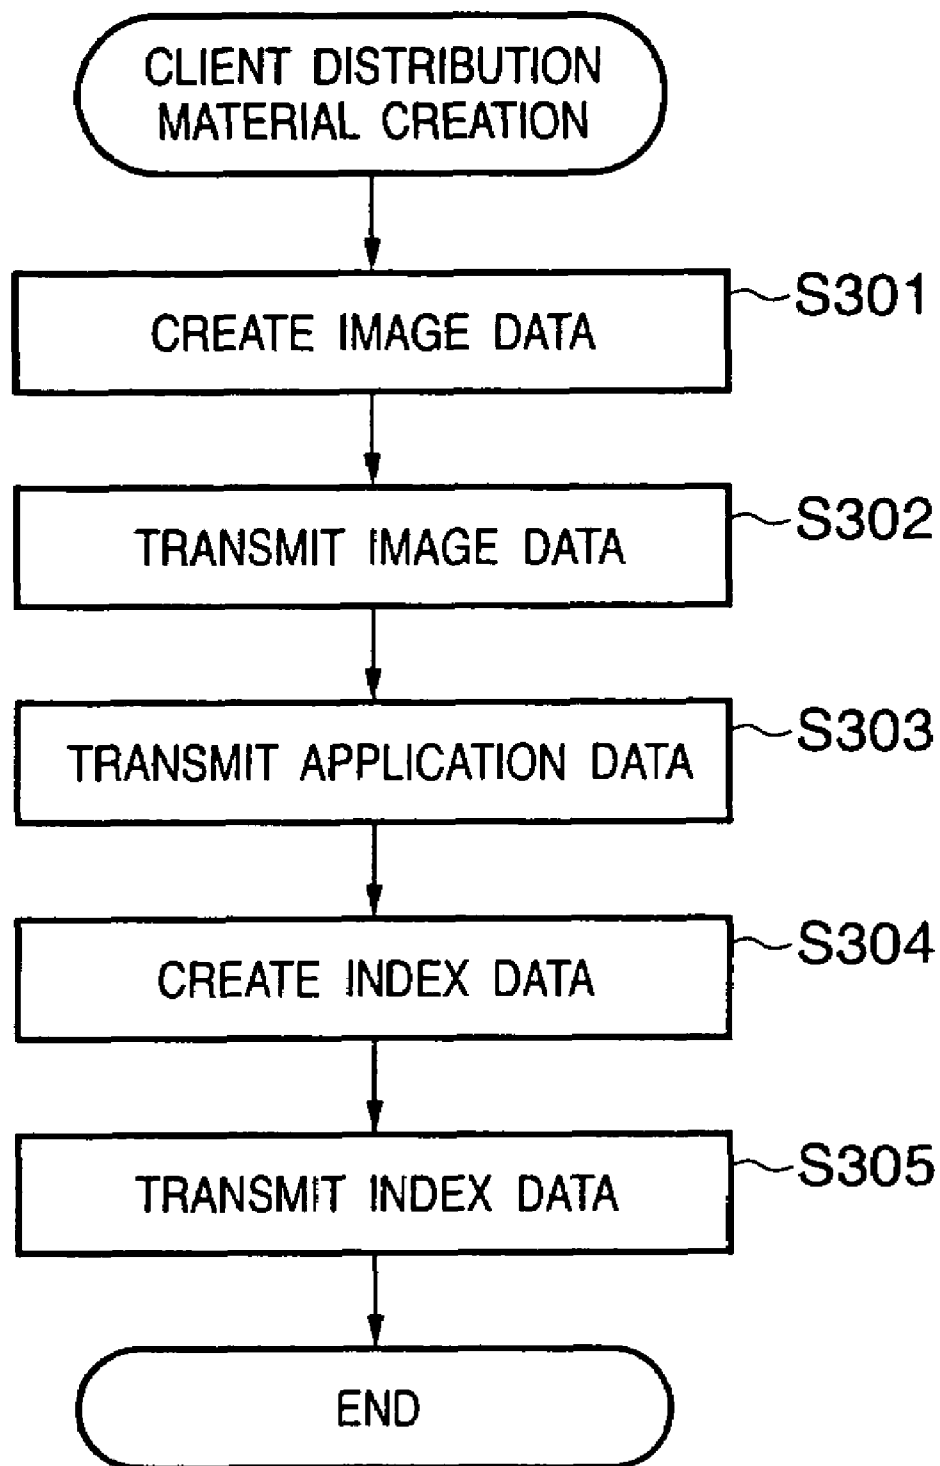 CLIENT DISTRIBUTION
MATERIAL CREATION
S301
CREATE IMAGE DATA
S302
TRANSMIT IMAGE DATA
S303
TRANSMIT APPLICATION DATA
S304
CREATE INDEX DATA
S305
TRANSMIT INDEX DATA
END